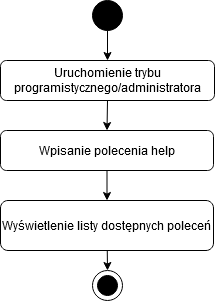 Uruchomienie trybu
programistycznego/administratora
Wpisanie polecenia help
Wyświetlenie listy dostępnych poleceń